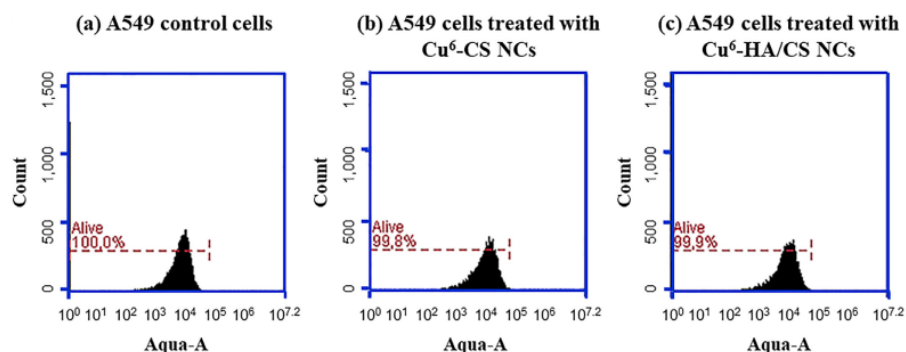 (a) A549 control cells
(b) A549 cells treated with
Cu⁶-CS NCs
(c) A549 cells treated with
Cu⁶-HA/CS NCs
Count
1,500
1,000
500
0
Alive
100,0%
10⁰ 10¹ 10² 10³ 10⁴ 10⁵ 10⁶ 10⁷·²
Aqua-A
Count
1,500
1,000
500
0
Alive
99,8%
10⁰ 10¹ 10² 10³ 10⁴ 10⁵ 10⁶ 10⁷·²
Aqua-A
Count
1,500
1,000
500
0
Alive
99,9%
10⁰ 10¹ 10² 10³ 10⁴ 10⁵ 10⁶ 10⁷·²
Aqua-A